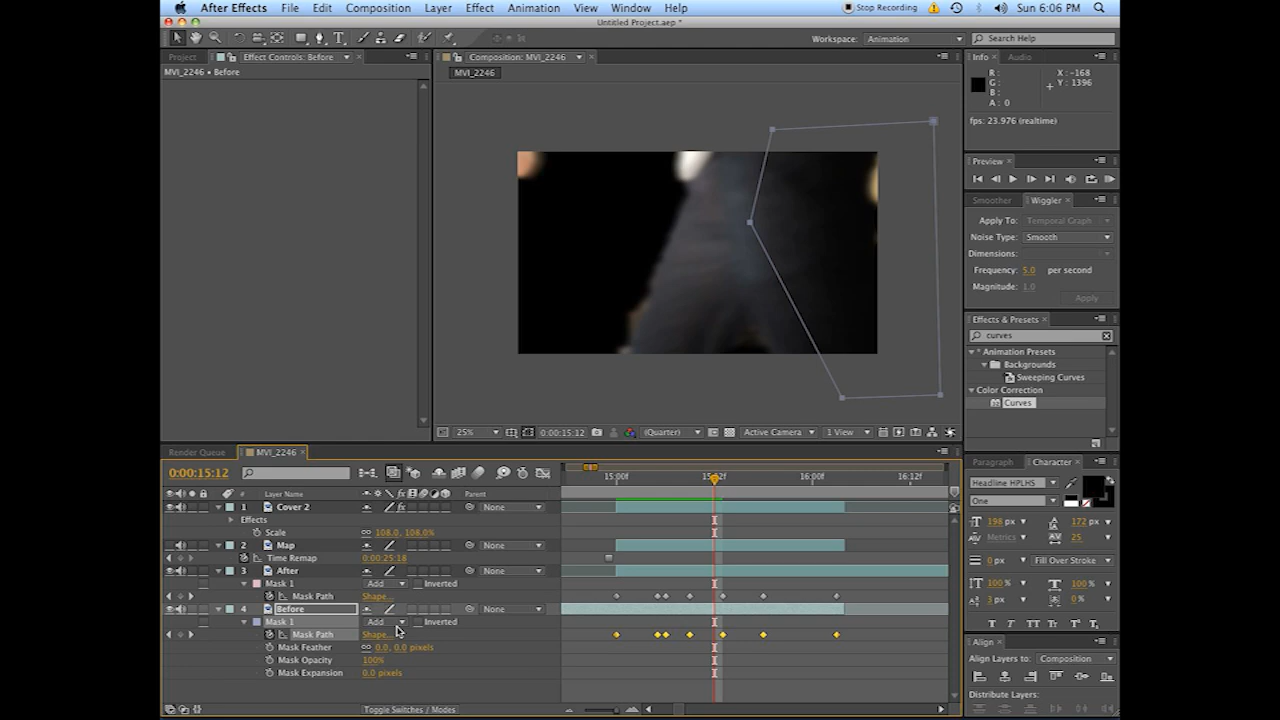 After Effects File Edit Composition Layer Effect Animation View Window Help Stop Recording Sun 6:06 PM
Untitled Project.aep *
Workspace: Animation Search Help
Project Effect Controls: Before Composition: MVI_2246 Info Audio
MVI_2246 • Before MVI_2246
R: X: -168
G: Y: 1396
B:
A: 0
fps: 23.976 (realtime)
Preview
Smoother Wiggler
Apply To: Temporal Graph
Noise Type: Smooth
Dimensions:
Frequency: 5.0 per second
Magnitude: 1.0
Apply
Effects & Presets
curves
* Animation Presets
Backgrounds
Sweeping Curves
Color Correction
Curves
25% 0:00:15:12 (Quarter) Active Camera 1 View
Render Queue MVI_2246 Paragraph Character
0:00:15:12 15:00f 15:12f 16:00f 16:12f
Layer Name Parent
1 Cover 2 None
Effects
Scale 108.0, 108.0%
2 Map None
Time Remap 0:00:25:18
3 After None
Mask 1 Add Inverted
Mask Path Shape...
4 Before None
Mask 1 Add Inverted
Mask Path Shape...
Mask Feather 0.0, 0.0 pixels
Mask Opacity 100%
Mask Expansion 0.0 pixels
Toggle Switches / Modes
Headline HPLHS
One
198 px 172 px
Metrics 25
0 px Fill Over Stroke
100% 100%
3 px 0%
T T TT Tr T¹ T₁
Align
Align Layers to: Composition
Distribute Layers: